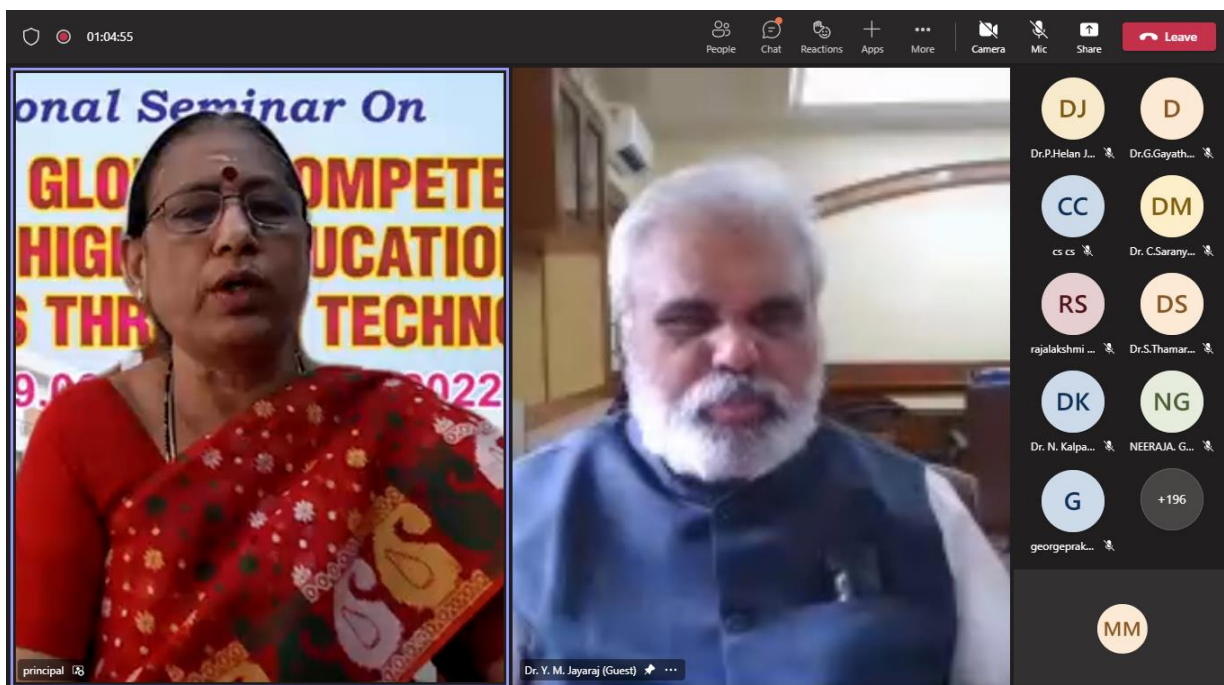 01:04:55
People Chat Reactions Apps More Camera Mic Share Leave
onal Seminar On
GLO OMPETE
HIG UCATIO
S THR TECHN
9.0 2022
principal
Dr. Y. M. Jayaraj (Guest) ...
DJ D
Dr.P.Helan J... Dr.G.Gayath...
CC DM
cs cs Dr. C.Sarany...
RS DS
rajalakshmi ... Dr.S.Thamar...
DK NG
Dr. N. Kalpa... NEERAJA. G...
G +196
georgeprak...
MM